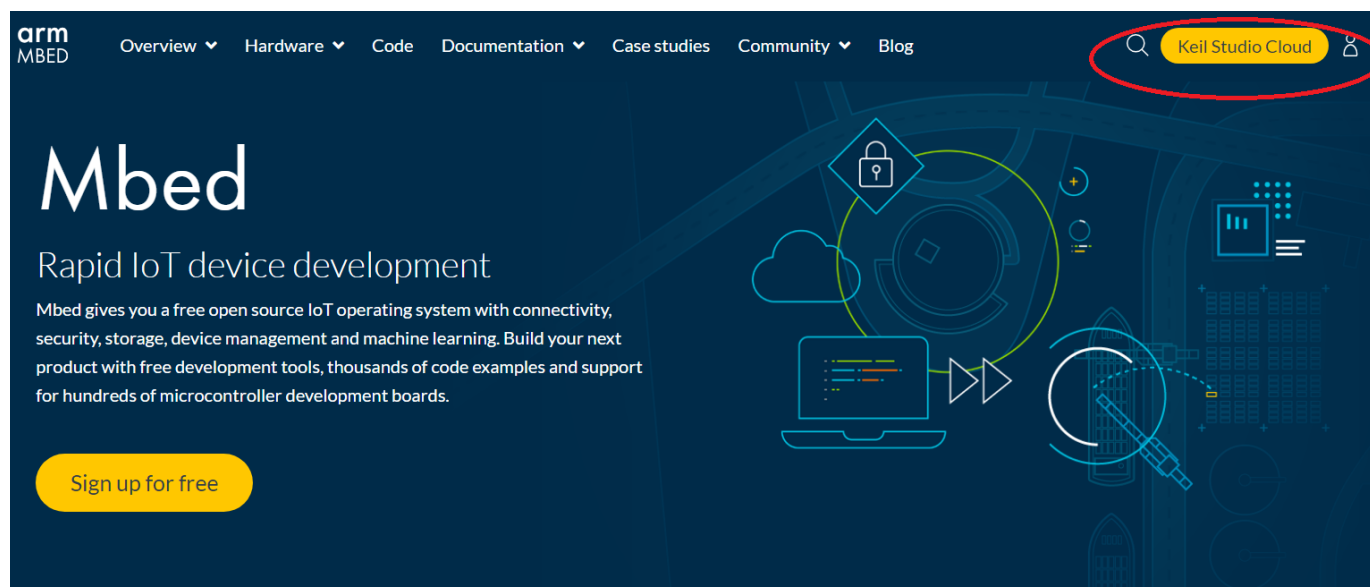 arm
MBED
Overview
Hardware
Code
Documentation
Case studies
Community
Blog
Keil Studio Cloud
Mbed
Rapid IoT device development
Mbed gives you a free open source IoT operating system with connectivity,
security, storage, device management and machine learning. Build your next
product with free development tools, thousands of code examples and support
for hundreds of microcontroller development boards.
Sign up for free